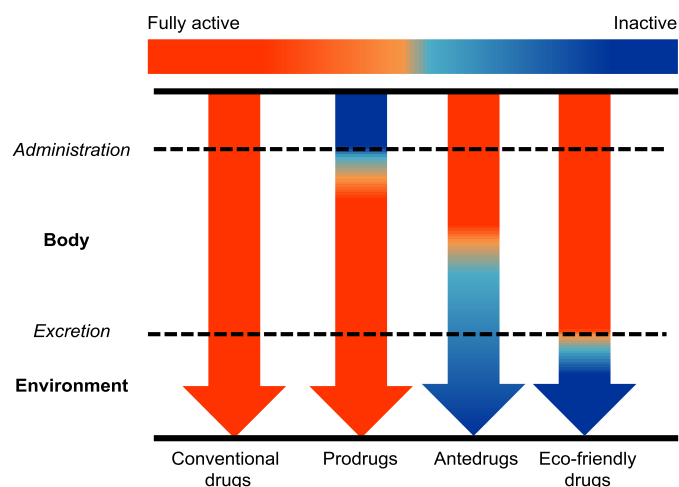 Fully active
Inactive
Administration
Body
Excretion
Environment
Conventional
drugs
Prodrugs
Antedrugs
Eco-friendly
drugs